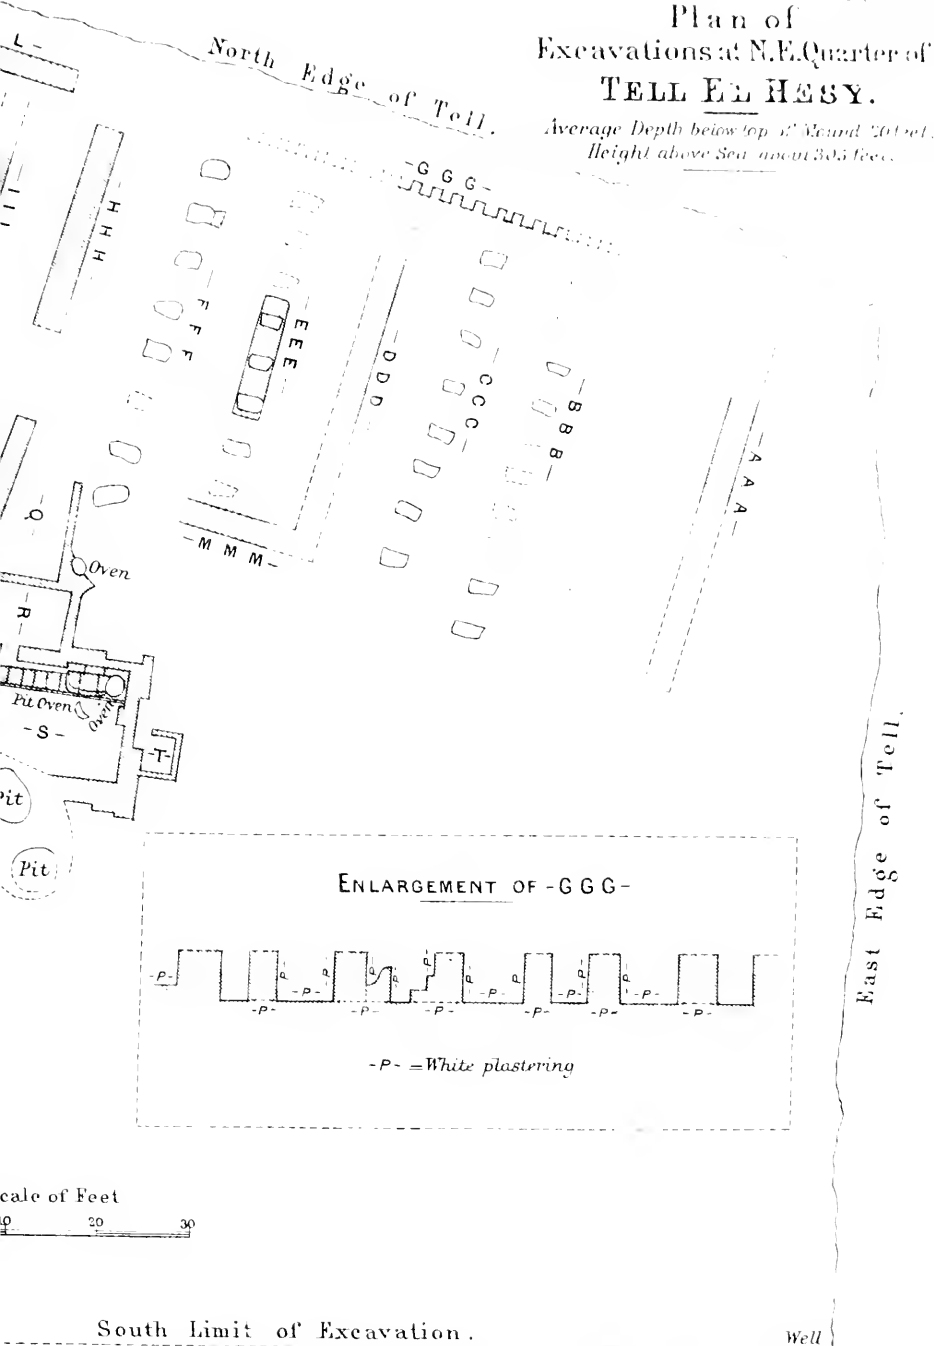 Plan of
Excavations at N.E. Quarter of
TELL EL HESY.
Average Depth below top of Mound 70 feet.
Height above Sea about 305 feet.
North Edge of Tell.
L -
- G G G -
- I I I
- H H H -
- F F F
- E E E -
- D D D -
- C C C -
- B B B -
- A A A -
- Q
- M M M -
Oven
- R -
Pit Oven
Oven
- S -
- T -
Pit
Pit
East Edge of Tell.
ENLARGEMENT OF - G G G -
-P- P -P- P -P- P P -P- P P -P- P -P- -P- P -P- P -P- -P-
-P- = White plastering
cale of Feet
10 20 30
South Limit of Excavation.
Well